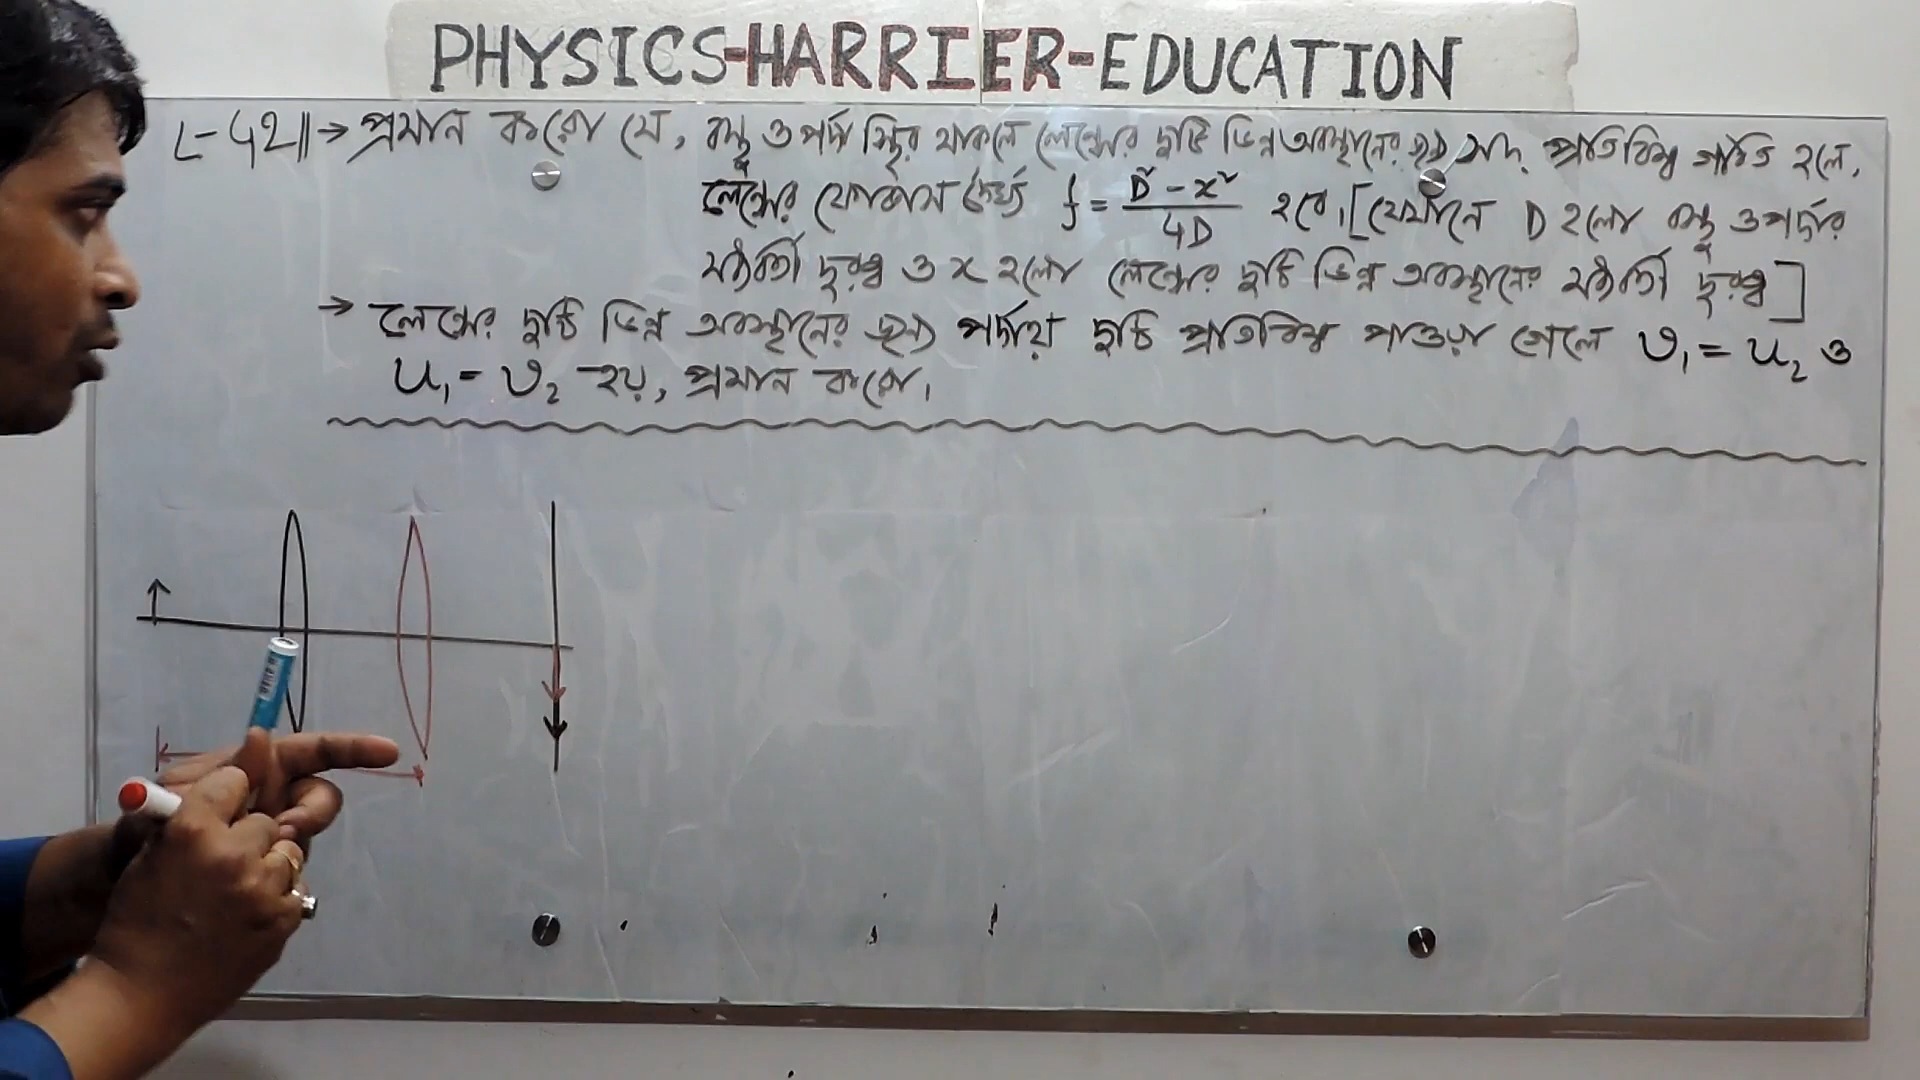 PHYSICS-HARRIER-EDUCATION
L-42॥→ প্রমান করো যে, বস্তু ও পর্দা স্থির থাকলে লেন্সের দুটি ভিন্ন অবস্থানের জন্য সদ্ প্রতিবিম্ব গঠিত হলে,
লেন্সের ফোকাস দৈর্ঘ্য f = D² - x² / 4D হবে। [যেখানে D হলো বস্তু ও পর্দার
মধ্যবর্তী দূরত্ব ও x হলো লেন্সের দুটি ভিন্ন অবস্থানের মধ্যবর্তী দূরত্ব]
→ লেন্সের দুটি ভিন্ন অবস্থানের জন্য পর্দায় দুটি প্রতিবিম্ব পাওয়া গেলে v₁ = u₂ ও
u₁ = v₂ হয়, প্রমান করো।